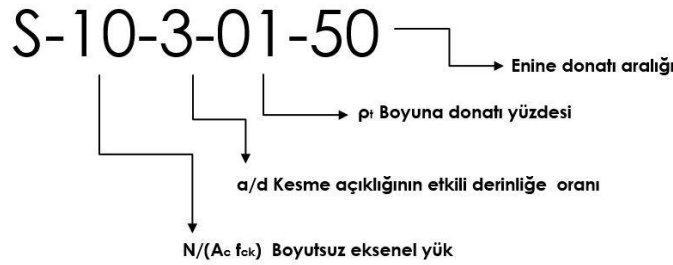 S-10-3-01-50
Enine donatı aralığı
ρt Boyuna donatı yüzdesi
a/d Kesme açıklığının etkili derinliğe oranı
N/(Ac fck) Boyutsuz eksenel yük